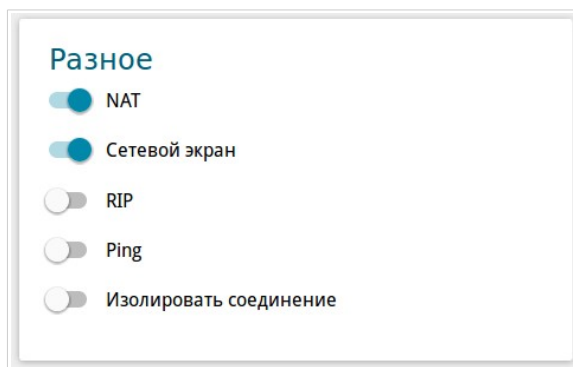 Разное
NAT
Сетевой экран
RIP
Ping
Изолировать соединение